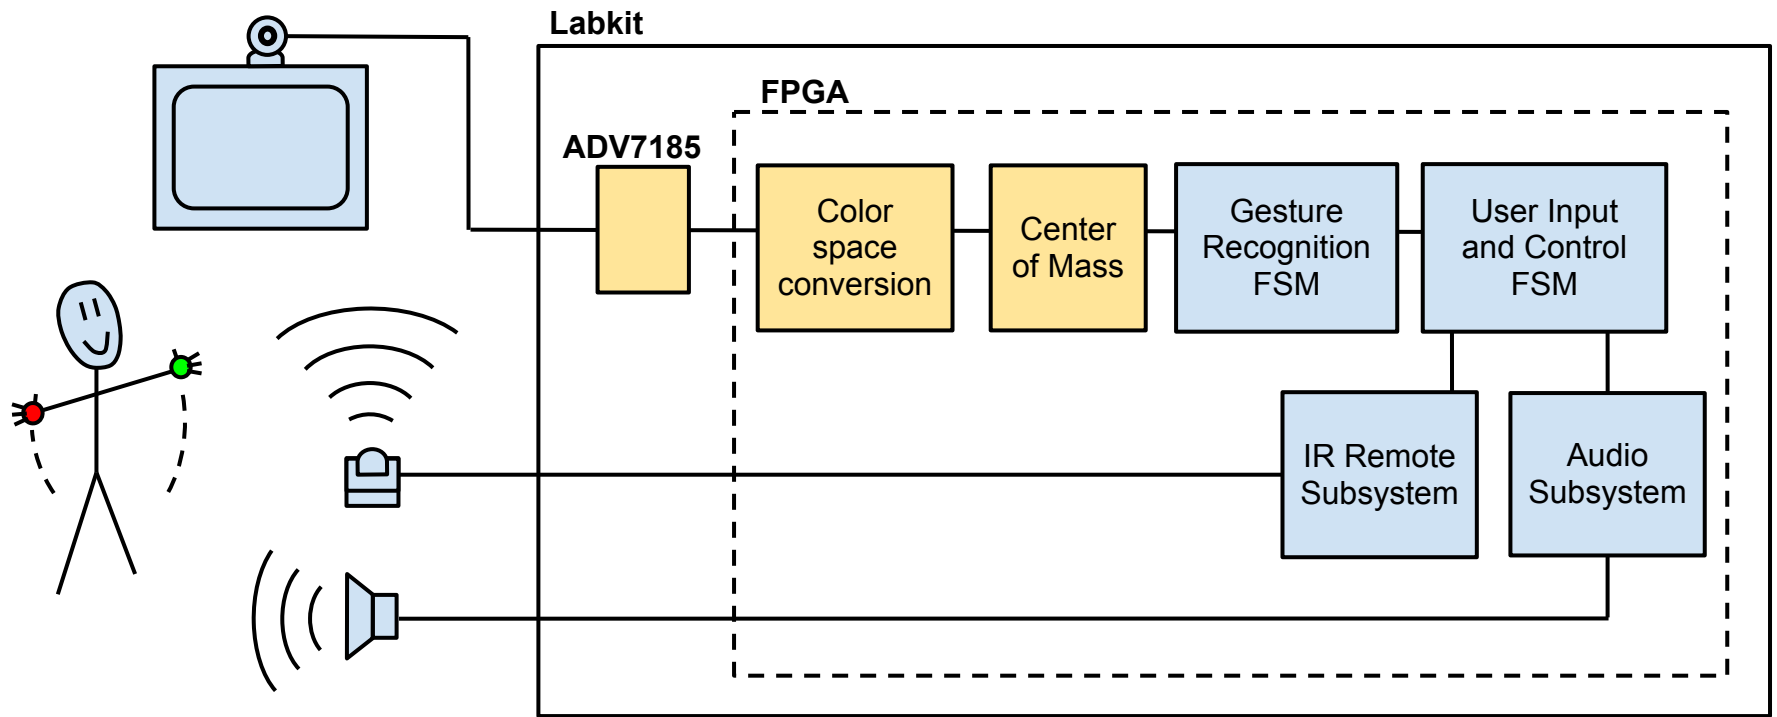 Labkit
FPGA
ADV7185
Color
space
conversion
Center
of Mass
Gesture
Recognition
FSM
User Input
and Control
FSM
IR Remote
Subsystem
Audio
Subsystem